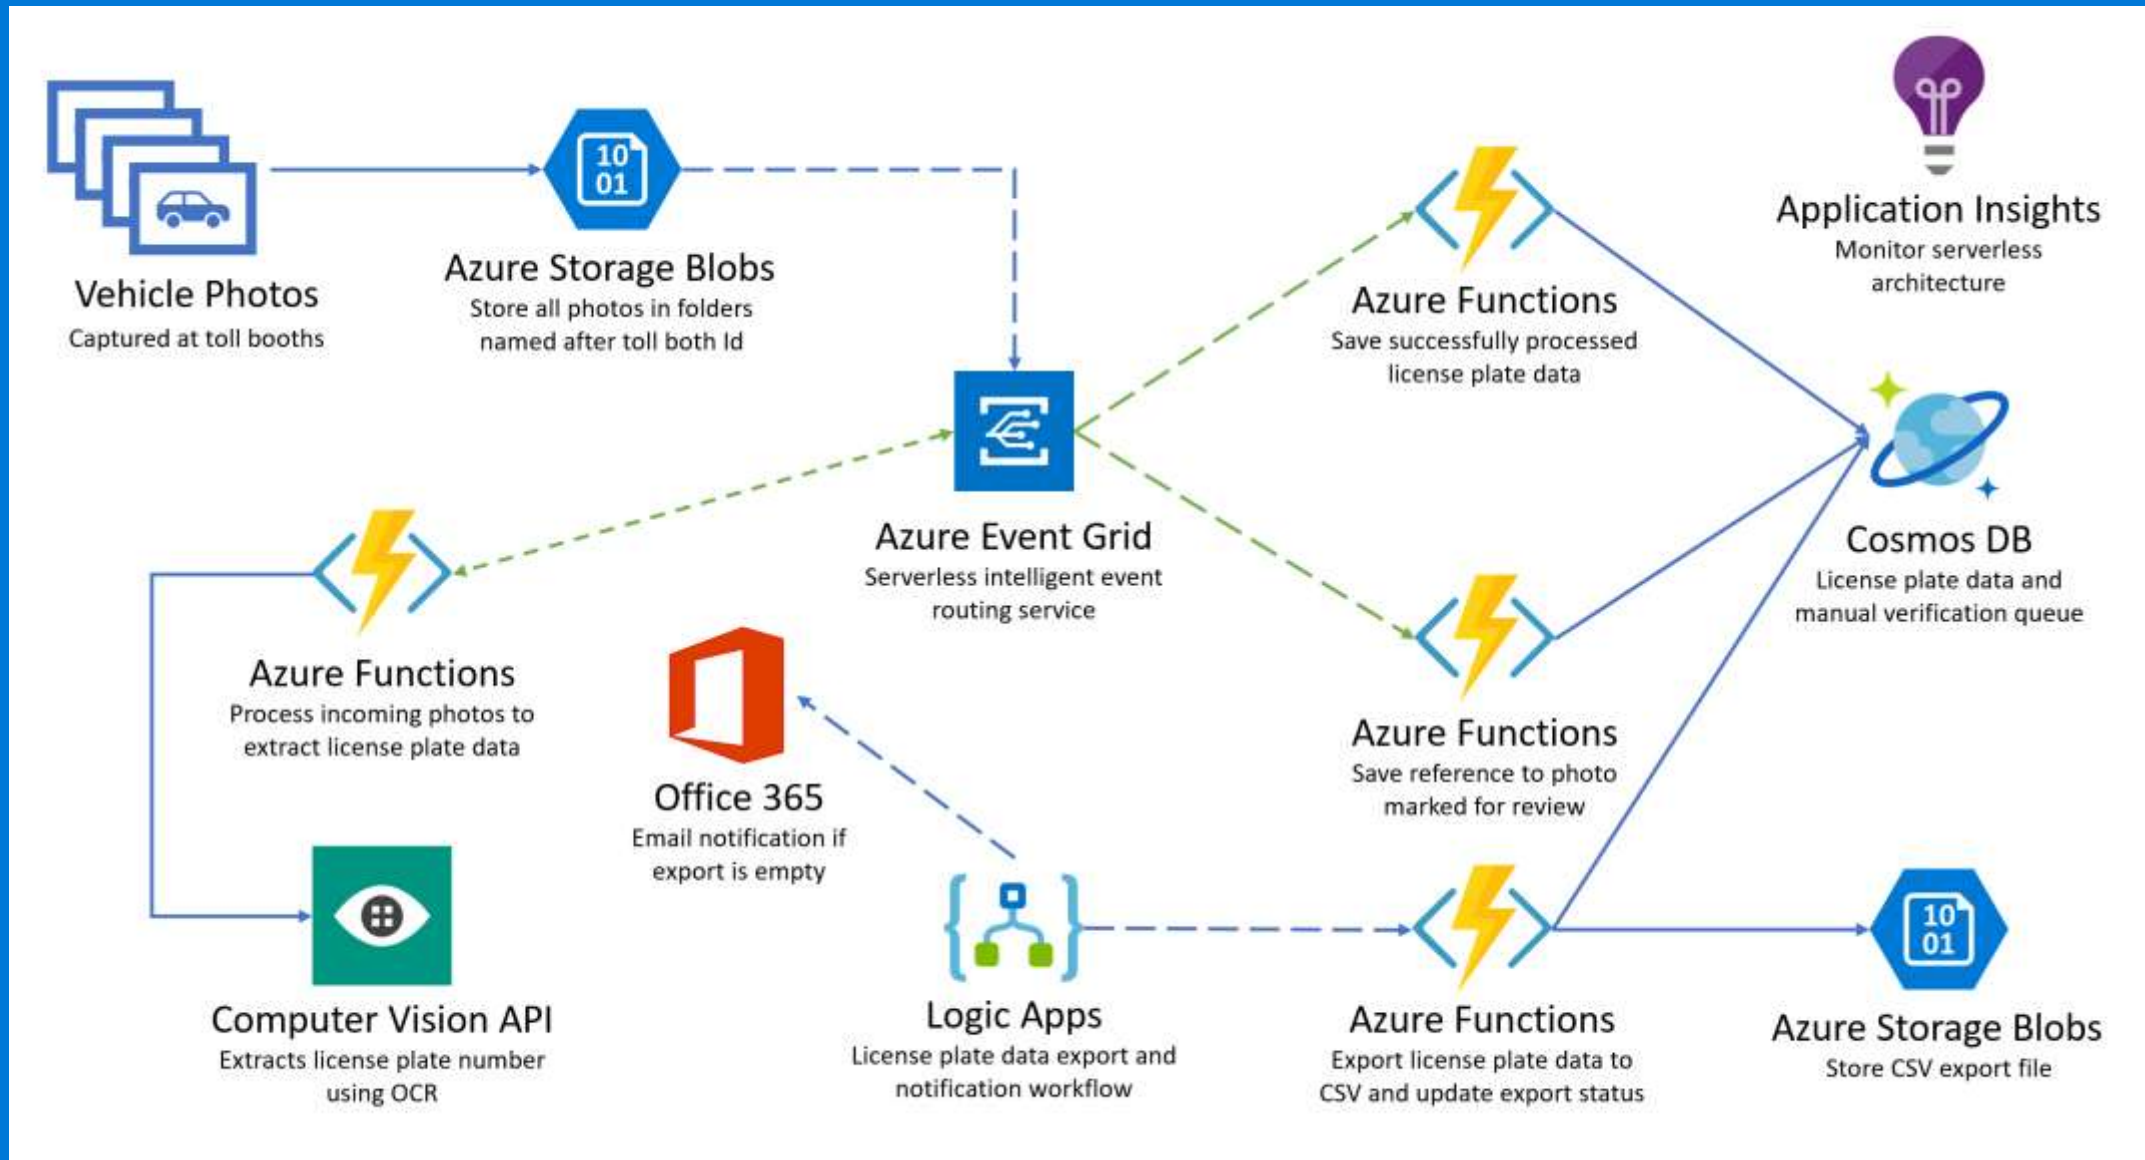 10
01
Vehicle Photos
Captured at toll booths
Azure Storage Blobs
Store all photos in folders
named after toll both Id
Azure Functions
Save successfully processed
license plate data
Application Insights
Monitor serverless
architecture
Azure Event Grid
Serverless intelligent event
routing service
Cosmos DB
License plate data and
manual verification queue
Azure Functions
Process incoming photos to
extract license plate data
Office 365
Email notification if
export is empty
Azure Functions
Save reference to photo
marked for review
Computer Vision API
Extracts license plate number
using OCR
Logic Apps
License plate data export and
notification workflow
Azure Functions
Export license plate data to
CSV and update export status
10
01
Azure Storage Blobs
Store CSV export file